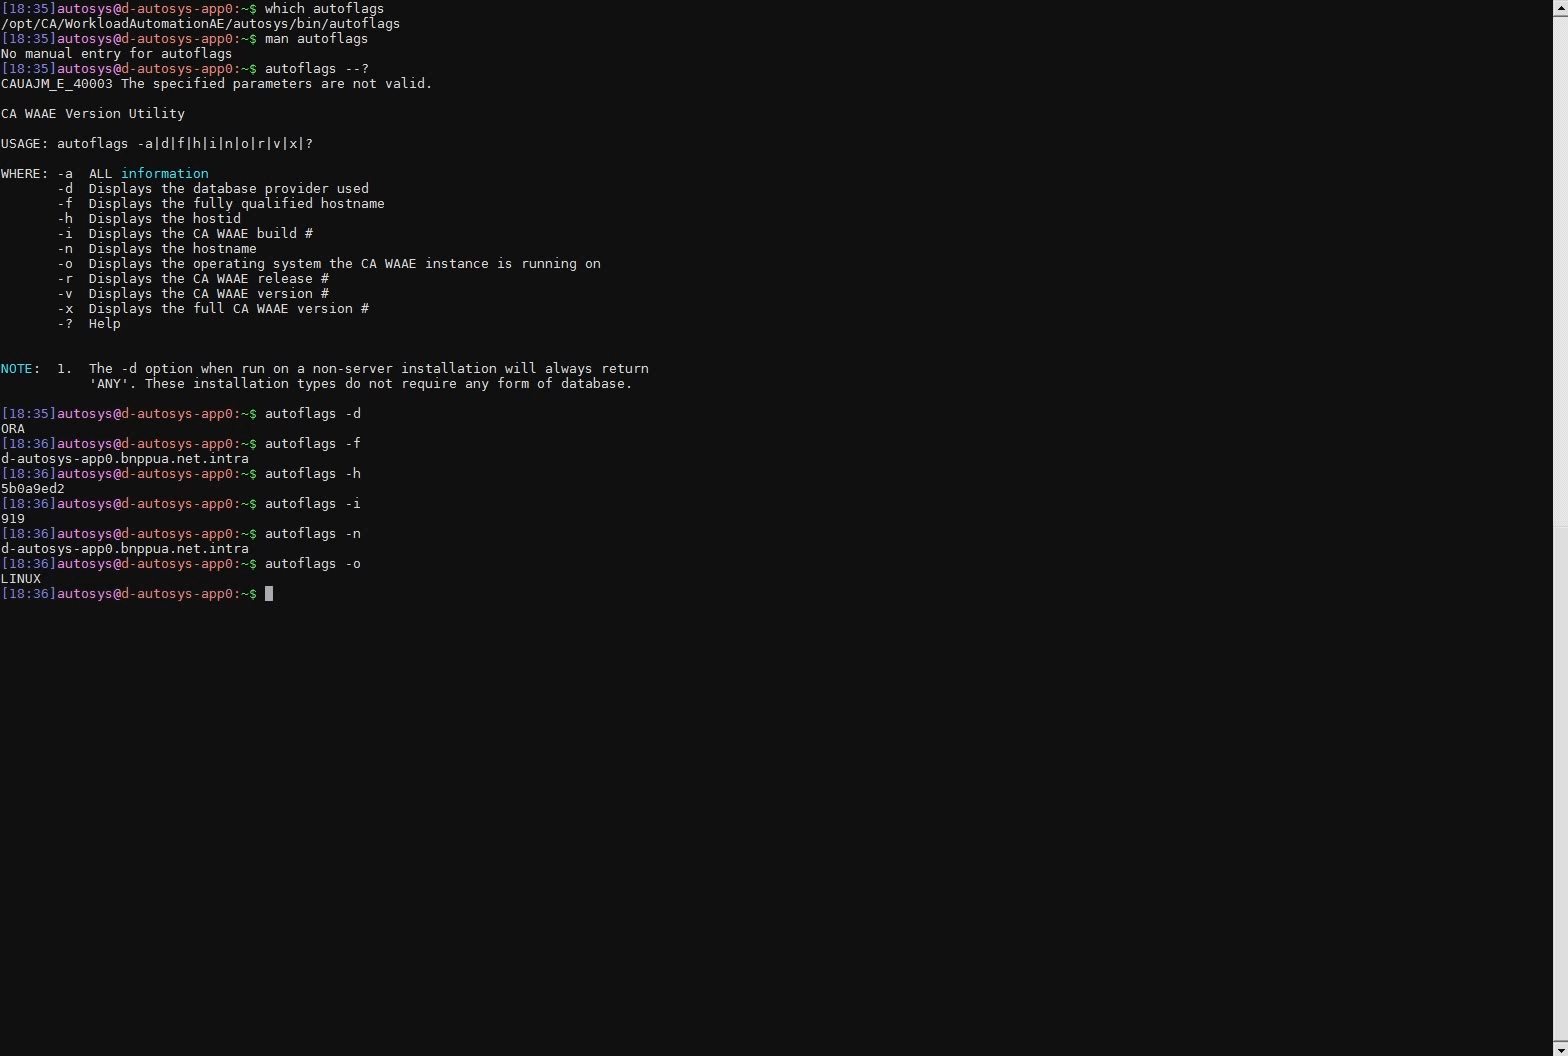 [18:35]autosys@d-autosys-app0:~$ which autoflags
/opt/CA/WorkloadAutomationAE/autosys/bin/autoflags
[18:35]autosys@d-autosys-app0:~$ man autoflags
No manual entry for autoflags
[18:35]autosys@d-autosys-app0:~$ autoflags --?
CAUAJM_E_40003 The specified parameters are not valid.

CA WAAE Version Utility

USAGE: autoflags -a|d|f|h|i|n|o|r|v|x|?

WHERE: -a  ALL information
       -d  Displays the database provider used
       -f  Displays the fully qualified hostname
       -h  Displays the hostid
       -i  Displays the CA WAAE build #
       -n  Displays the hostname
       -o  Displays the operating system the CA WAAE instance is running on
       -r  Displays the CA WAAE release #
       -v  Displays the CA WAAE version #
       -x  Displays the full CA WAAE version #
       -?  Help


NOTE:  1.  The -d option when run on a non-server installation will always return
           'ANY'. These installation types do not require any form of database.

[18:35]autosys@d-autosys-app0:~$ autoflags -d
ORA
[18:36]autosys@d-autosys-app0:~$ autoflags -f
d-autosys-app0.bnppua.net.intra
[18:36]autosys@d-autosys-app0:~$ autoflags -h
5b0a9ed2
[18:36]autosys@d-autosys-app0:~$ autoflags -i
919
[18:36]autosys@d-autosys-app0:~$ autoflags -n
d-autosys-app0.bnppua.net.intra
[18:36]autosys@d-autosys-app0:~$ autoflags -o
LINUX
[18:36]autosys@d-autosys-app0:~$